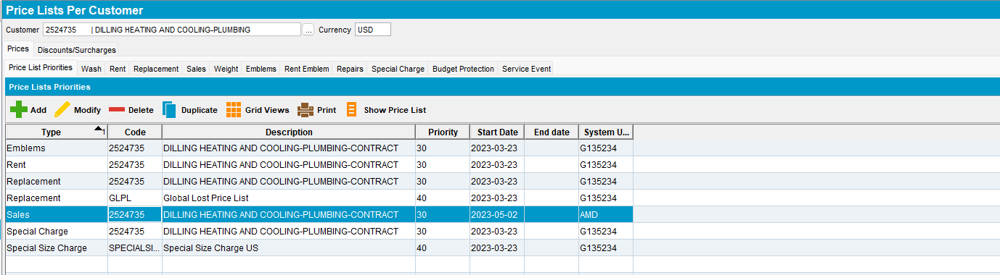 Price Lists Per Customer
Customer 2524735 | DILLING HEATING AND COOLING-PLUMBING ... Currency USD
Prices Discounts/Surcharges
Price List Priorities Wash Rent Replacement Sales Weight Emblems Rent Emblem Repairs Special Charge Budget Protection Service Event
Price Lists Priorities
Add Modify Delete Duplicate Grid Views Print Show Price List
Type 1 Code Description Priority Start Date End date System U...
Emblems 2524735 DILLING HEATING AND COOLING-PLUMBING-CONTRACT 30 2023-03-23 G135234
Rent 2524735 DILLING HEATING AND COOLING-PLUMBING-CONTRACT 30 2023-03-23 G135234
Replacement 2524735 DILLING HEATING AND COOLING-PLUMBING-CONTRACT 30 2023-03-23 G135234
Replacement GLPL Global Lost Price List 40 2023-03-23 G135234
Sales 2524735 DILLING HEATING AND COOLING-PLUMBING-CONTRACT 30 2023-05-02 AMD
Special Charge 2524735 DILLING HEATING AND COOLING-PLUMBING-CONTRACT 30 2023-03-23 G135234
Special Size Charge SPECIALSI... Special Size Charge US 40 2023-03-23 G135234